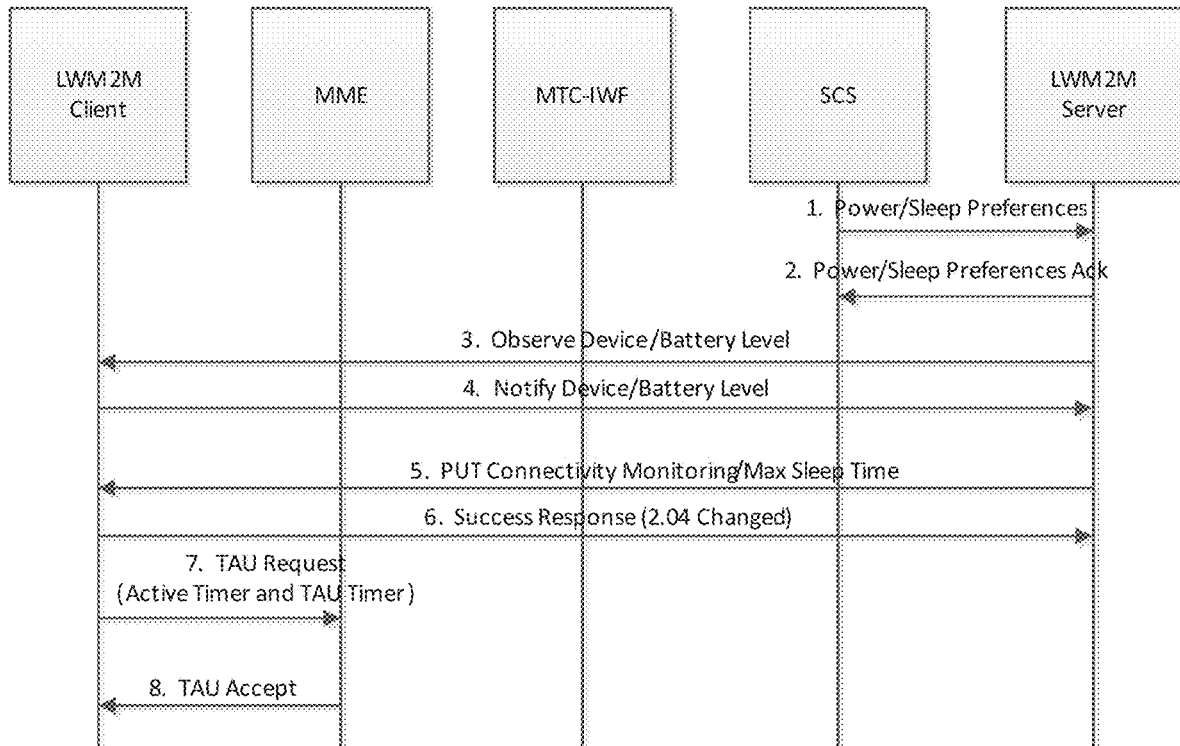 LWM2M
Client
MME
MTC-IWF
SCS
LWM2M
Server
1. Power/Sleep Preferences
2. Power/Sleep Preferences Ack
3. Observe Device/Battery Level
4. Notify Device/Battery Level
5. PUT Connectivity Monitoring/Max Sleep Time
6. Success Response (2.04 Changed)
7. TAU Request
(Active Timer and TAU Timer)
8. TAU Accept